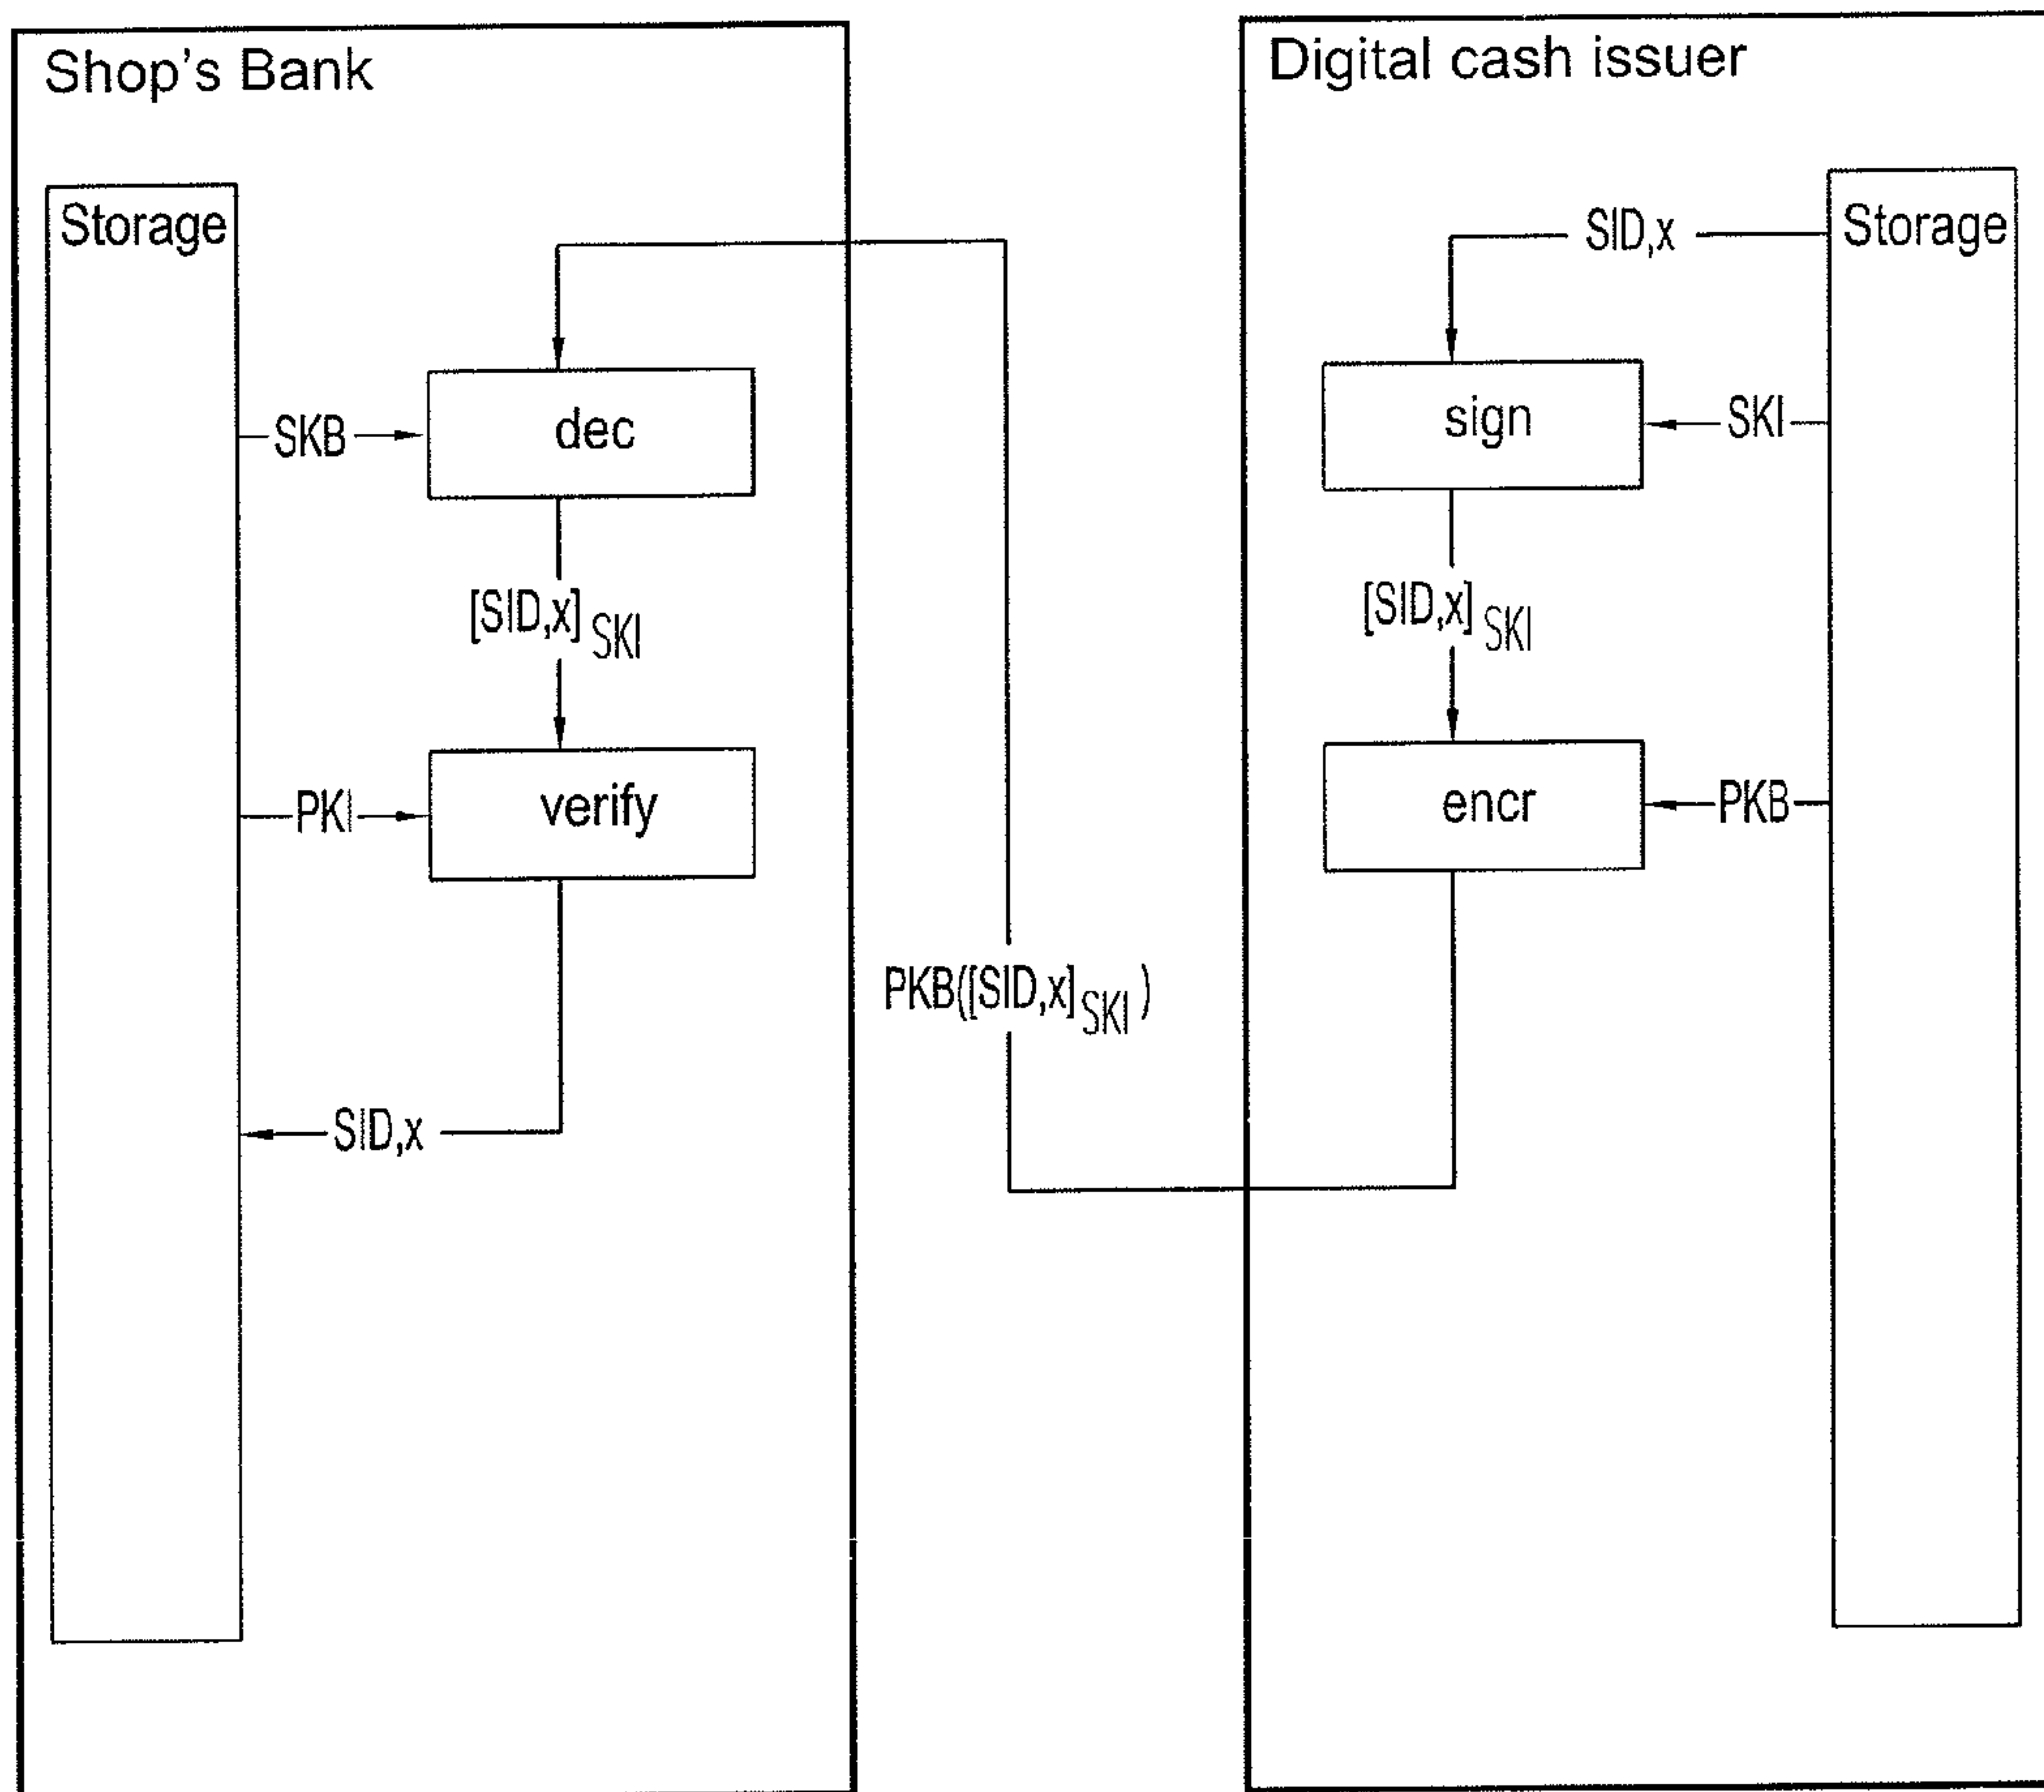 Shop's Bank
Storage
SKB
dec
[SID,x] SKI
PKI
verify
SID,x
PKB([SID,x] SKI )
Digital cash issuer
Storage
SID,x
sign
SKI
[SID,x] SKI
encr
PKB